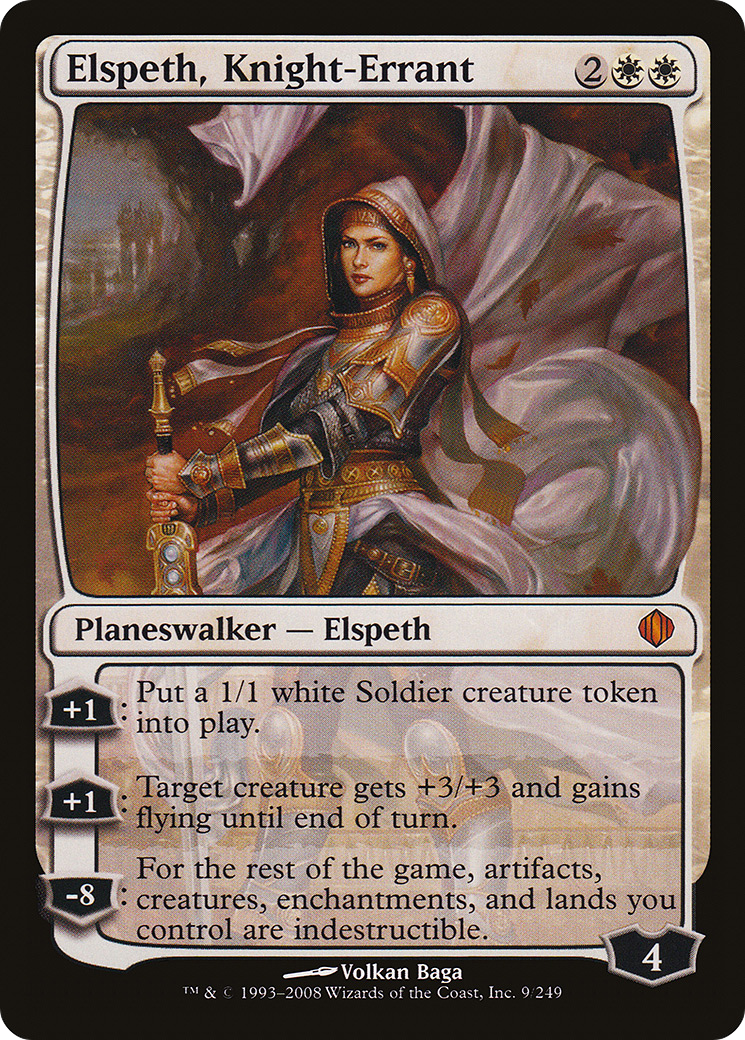 Elspeth, Knight-Errant 2
Planeswalker — Elspeth
+1 : Put a 1/1 white Soldier creature token
into play.
+1 : Target creature gets +3/+3 and gains
flying until end of turn.
-8 : For the rest of the game, artifacts,
creatures, enchantments, and lands you
control are indestructible.
4
Volkan Baga
™ & © 1993–2008 Wizards of the Coast, Inc. 9/249